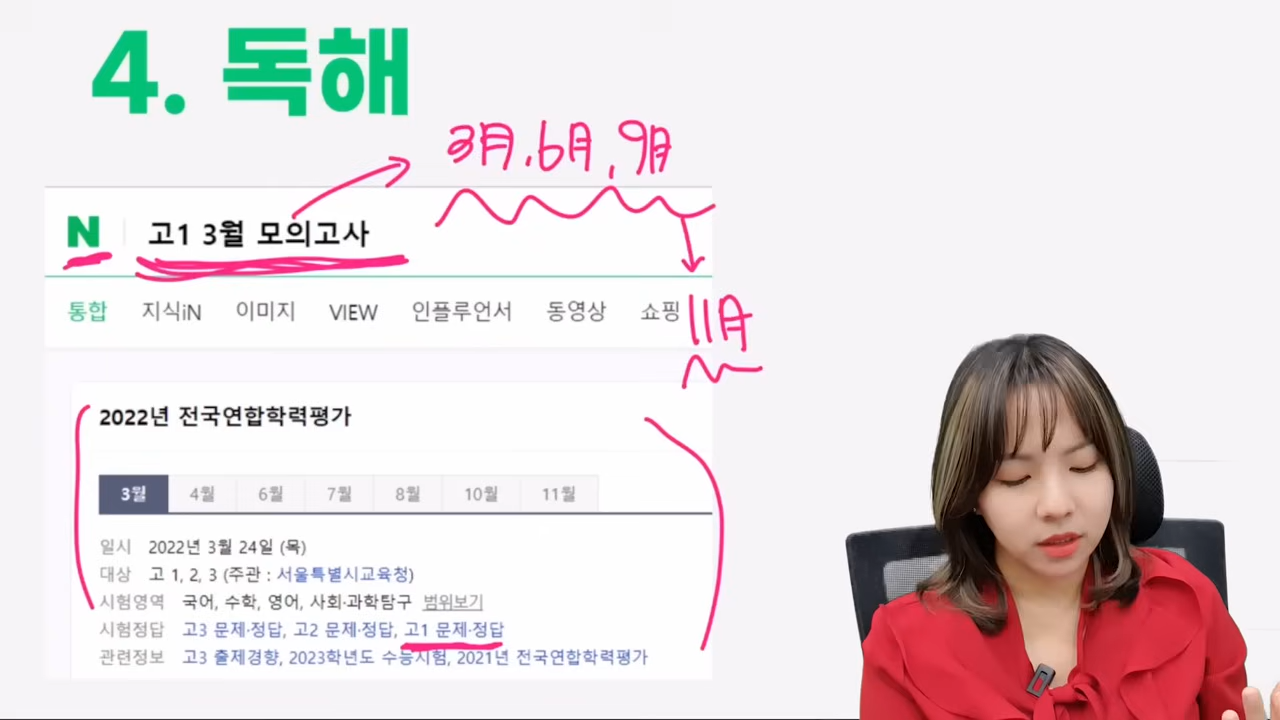 4. 독해
3月, 6月, 9月
N 고1 3월 모의고사
통합 지식iN 이미지 VIEW 인플루언서 동영상 쇼핑
11月
2022년 전국연합학력평가
3월 4월 6월 7월 8월 10월 11월
일시 2022년 3월 24일 (목)
대상 고 1, 2, 3 (주관 : 서울특별시교육청)
시험영역 국어, 수학, 영어, 사회·과학탐구 범위보기
시험정답 고3 문제·정답, 고2 문제·정답, 고1 문제·정답
관련정보 고3 출제경향, 2023학년도 수능시험, 2021년 전국연합학력평가